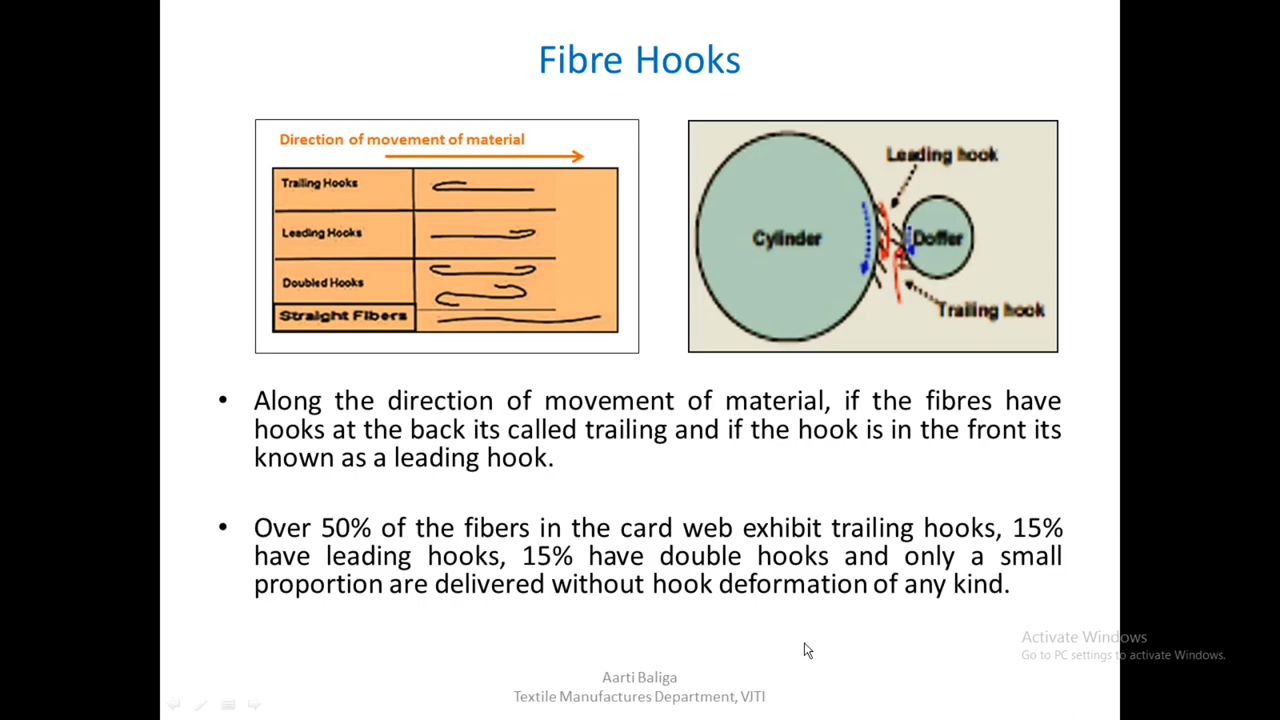 Fibre Hooks
Direction of movement of material
Trailing Hooks
Leading Hooks
Doubled Hooks
Straight Fibers
Leading hook
Cylinder
Doffer
Trailing hook
• Along the direction of movement of material, if the fibres have
hooks at the back its called trailing and if the hook is in the front its
known as a leading hook.
• Over 50% of the fibers in the card web exhibit trailing hooks, 15%
have leading hooks, 15% have double hooks and only a small
proportion are delivered without hook deformation of any kind.
Activate Windows
Go to PC settings to activate Windows.
Aarti Baliga
Textile Manufactures Department, VJTI